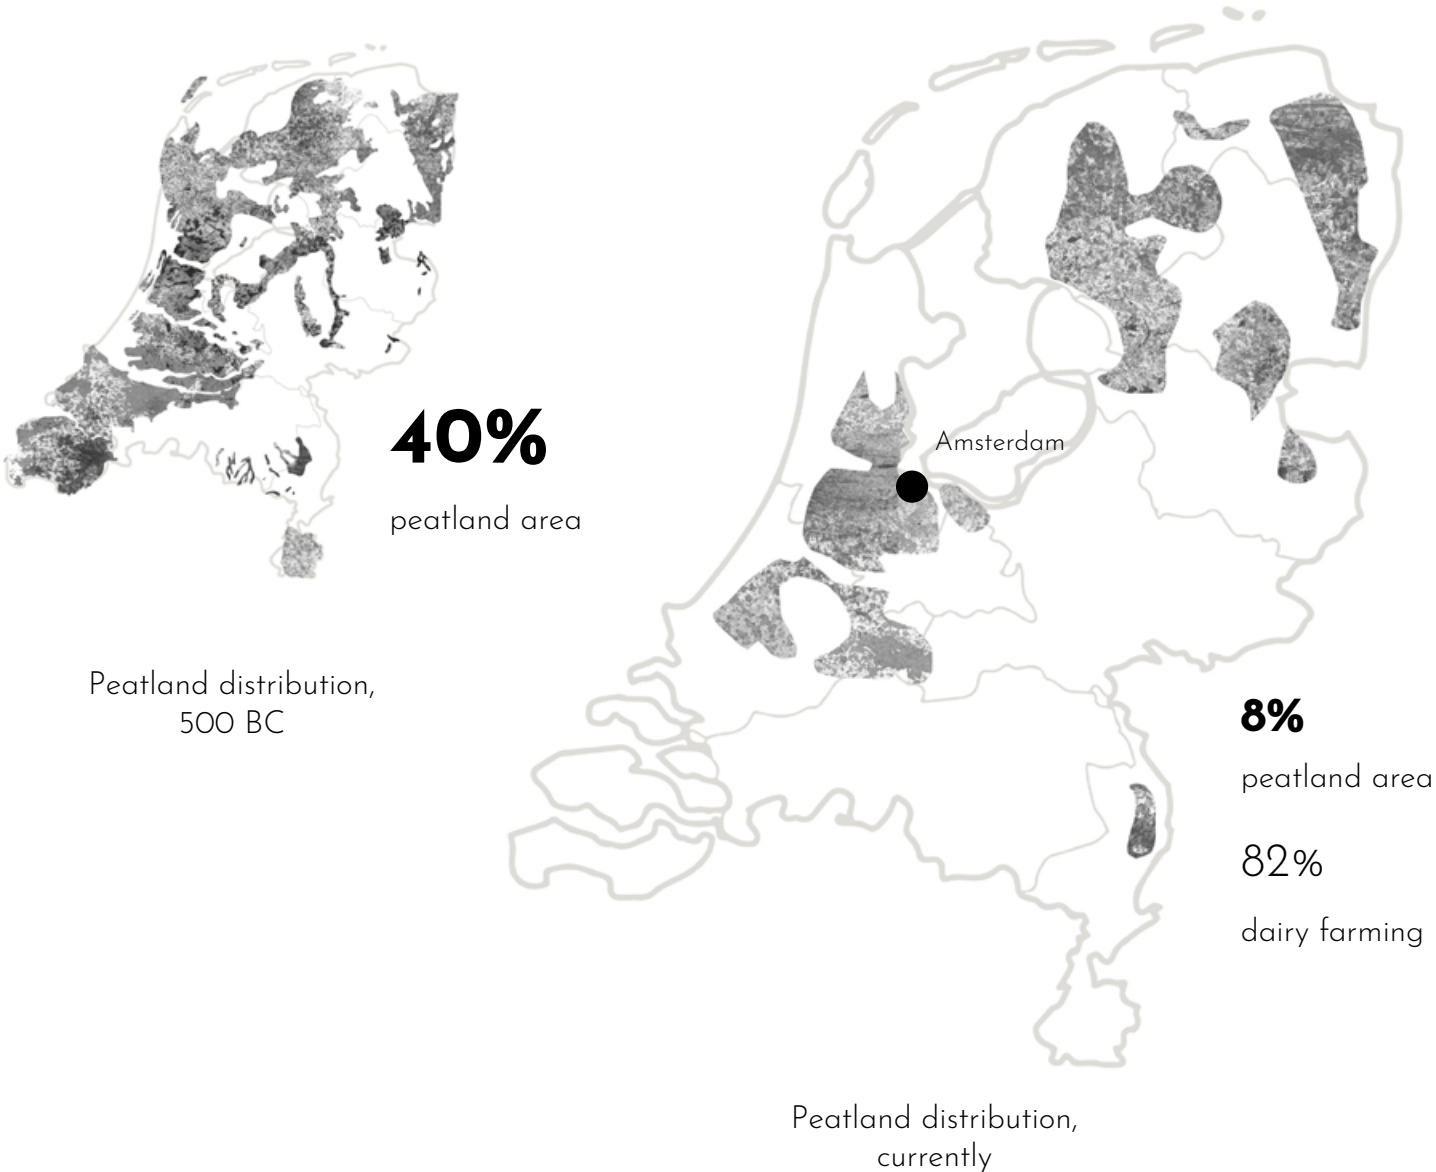 40%
peatland area
Peatland distribution,
500 BC
Amsterdam
8%
peatland area
82%
dairy farming
Peatland distribution,
currently